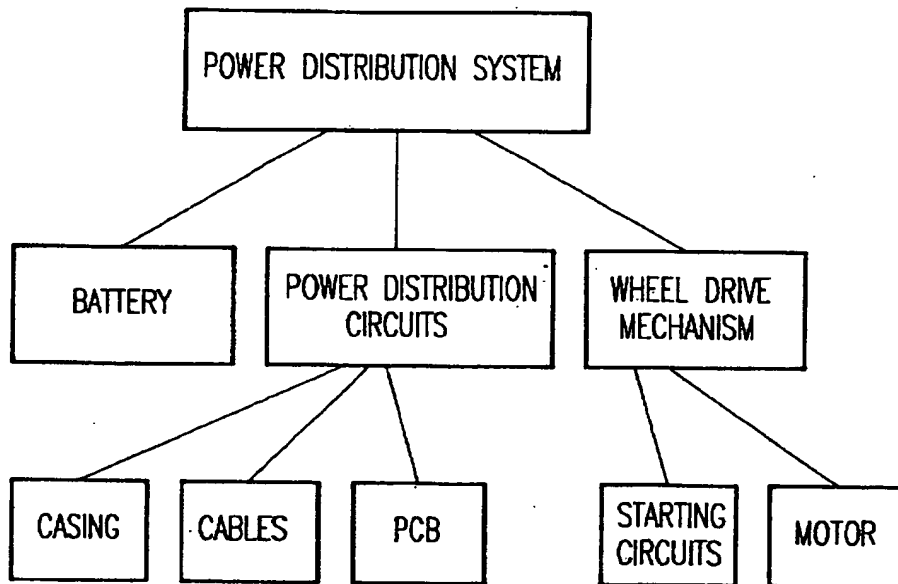 POWER DISTRIBUTION SYSTEM
BATTERY
POWER DISTRIBUTION
CIRCUITS
WHEEL DRIVE
MECHANISM
CASING
CABLES
PCB
STARTING
CIRCUITS
MOTOR